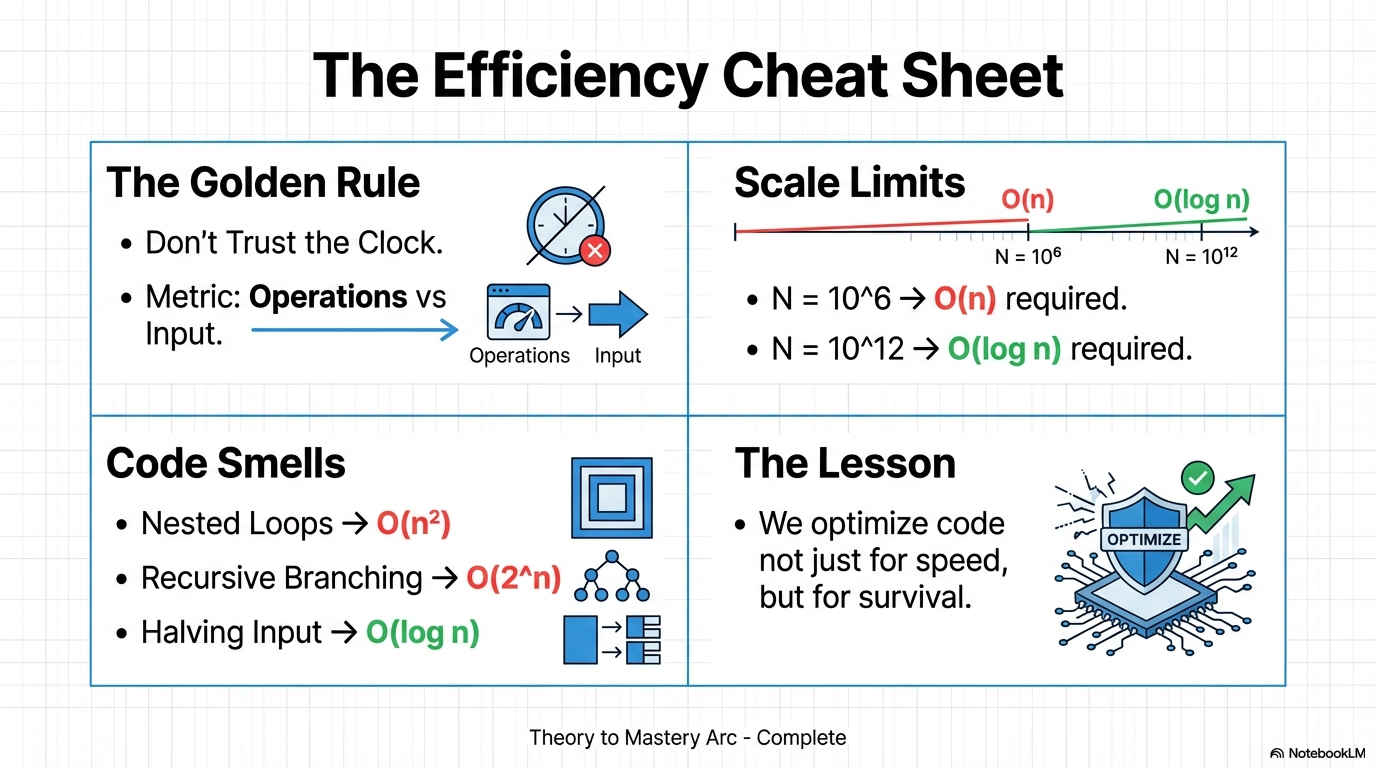 The Efficiency Cheat Sheet
The Golden Rule
• Don't Trust the Clock.
• Metric: Operations vs
Input.
Operations
Input
Scale Limits
O(n)
O(log n)
N = 10⁶
N = 10¹²
• N = 10^6 → O(n) required.
• N = 10^12 → O(log n) required.
Code Smells
• Nested Loops → O(n²)
• Recursive Branching → O(2^n)
• Halving Input → O(log n)
The Lesson
• We optimize code
not just for speed,
but for survival.
OPTIMIZE
Theory to Mastery Arc - Complete
NotebookLM